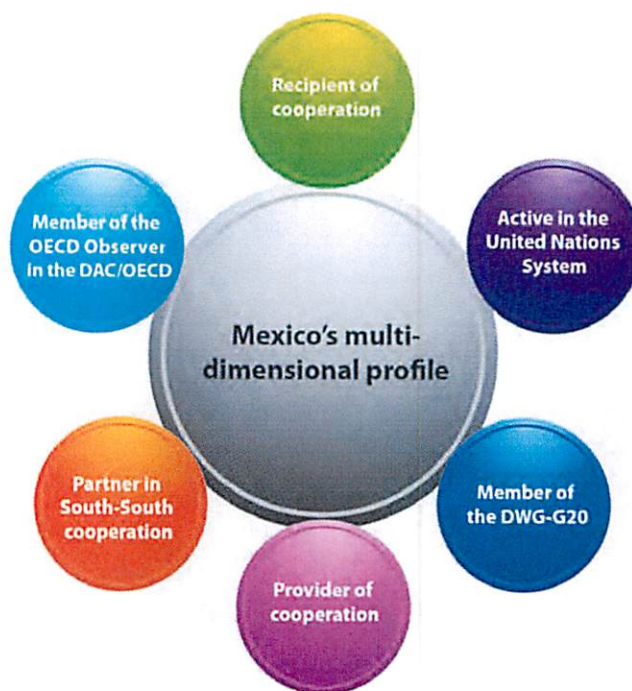 Recipient of
cooperation
Member of the
OECD Observer
in the DAC/OECD
Active in the
United Nations
System
Mexico's multi-
dimensional profile
Partner in
South-South
cooperation
Member of
the DWG-G20
Provider of
cooperation